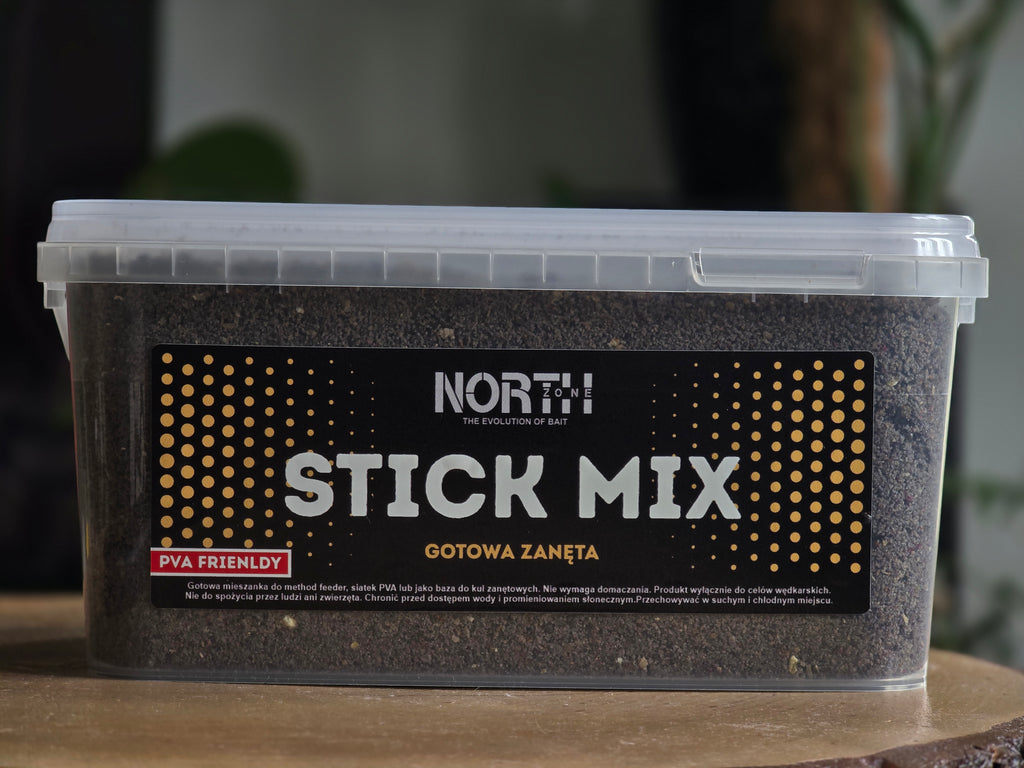 NORTH
ZONE
THE EVOLUTION OF BAIT
STICK MIX
GOTOWA ZANĘTA
PVA FRIENLDY
Gotowa mieszanka do method feeder, siatek PVA lub jako baza do kul zanętowych. Nie wymaga domaczania. Produkt wyłącznie do celów wędkarskich.
Nie do spożycia przez ludzi ani zwierzęta. Chronić przed dostępem wody i promieniowaniem słonecznym.Przechowywać w suchym i chłodnym miejscu.